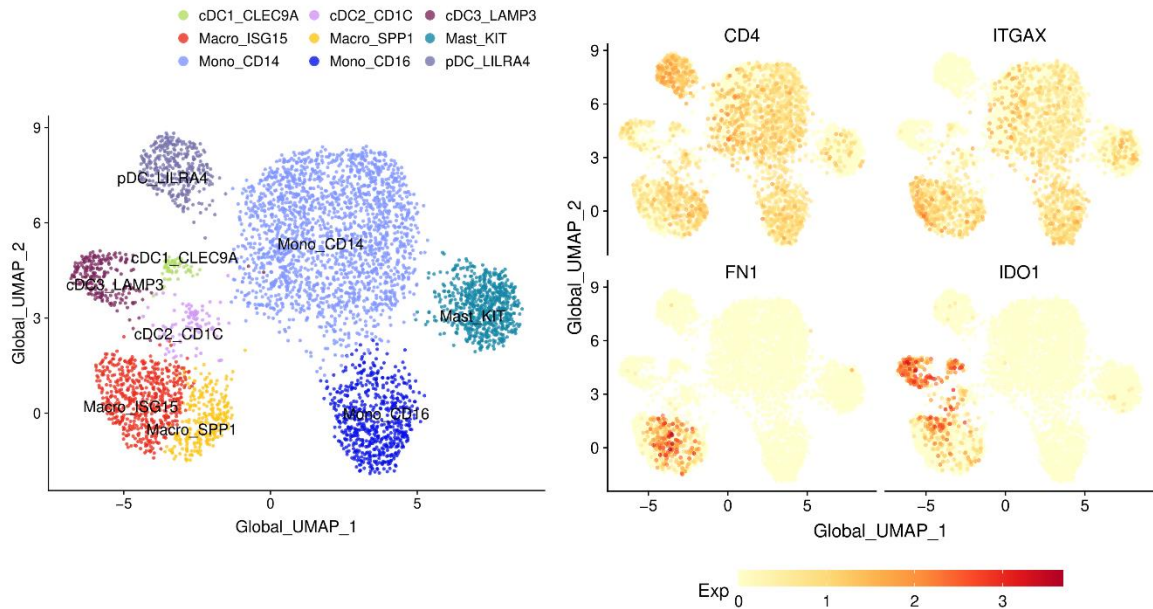 cDC1_CLEC9A cDC2_CD1C cDC3_LAMP3
Macro_ISG15 Macro_SPP1 Mast_KIT
Mono_CD14 Mono_CD16 pDC_LILRA4
9
6
3
0
Global_UMAP_2
pDC_LILRA4
Mono_CD14
cDC1_CLEC9A
cDC3_LAMP3
Mast_KIT
cDC2_CD1C
Macro_ISG15
Mono_CD16
Macro_SPP1
−5 0 5
Global_UMAP_1
CD4 ITGAX
9
6
3
0
FN1 IDO1
9
6
3
0
Global_UMAP_2
−5 0 5 −5 0 5
Global_UMAP_1
Exp
0 1 2 3